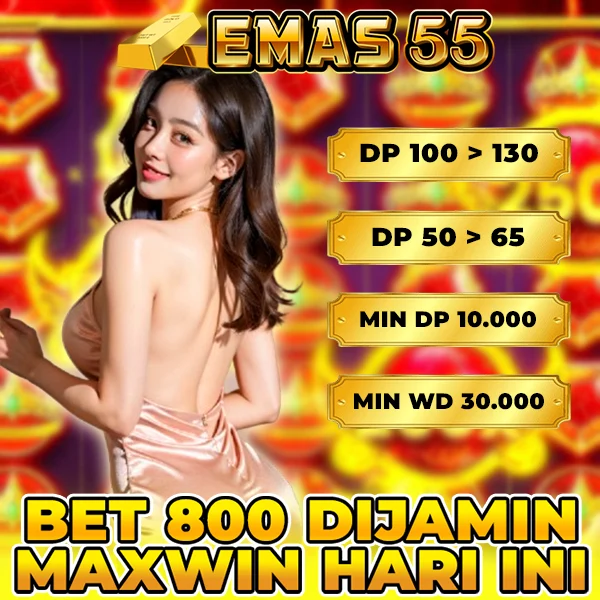 EMAS 55
DP 100 > 130
DP 50 > 65
MIN DP 10.000
MIN WD 30.000
BET 800 DIJAMIN
MAXWIN HARI INI